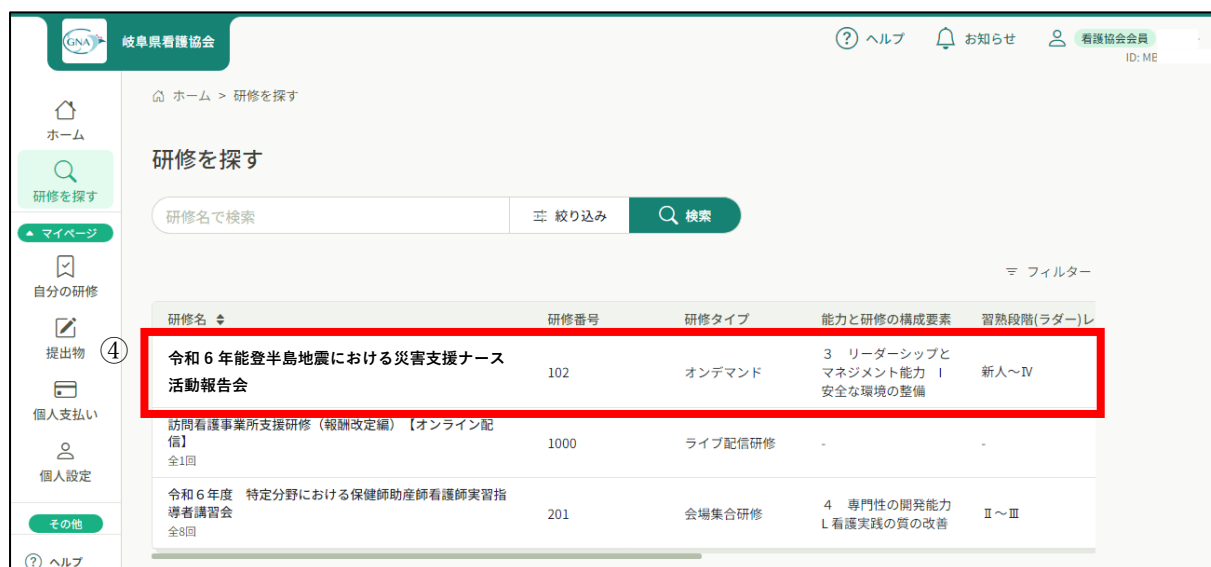 GNA
岐阜県看護協会
ヘルプ
お知らせ
看護協会会員
ID: MB
ホーム
研修を探す
マイページ
自分の研修
提出物
④
個人支払い
個人設定
その他
ヘルプ
ホーム > 研修を探す
研修を探す
研修名で検索
絞り込み
検索
フィルター
研修名 研修番号 研修タイプ 能力と研修の構成要素 習熟段階(ラダー)レ
令和６年能登半島地震における災害支援ナース
活動報告会
102
オンデマンド
３　リーダーシップと
マネジメント能力　Ｉ
安全な環境の整備
新人～Ⅳ
訪問看護事業所支援研修（報酬改定編）【オンライン配
信】
全1回
1000
ライブ配信研修
-
-
令和６年度　特定分野における保健師助産師看護師実習指
導者講習会
全8回
201
会場集合研修
４　専門性の開発能力
Ｌ看護実践の質の改善
Ⅱ～Ⅲ